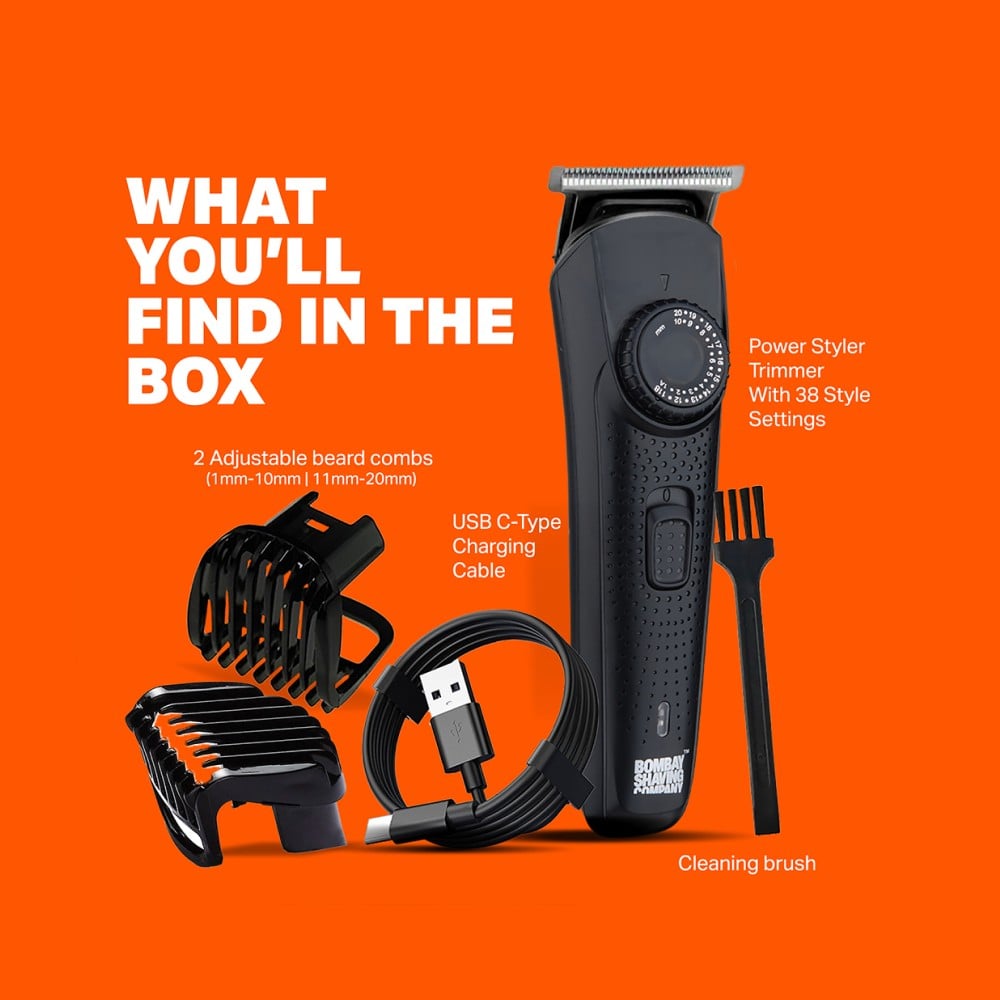 WHAT
YOU'LL
FIND IN THE
BOX
2 Adjustable beard combs
(1mm-10mm | 11mm-20mm)
USB C-Type
Charging
Cable
Power Styler
Trimmer
With 38 Style
Settings
BOMBAY
SHAVING
COMPANY
TM
Cleaning brush